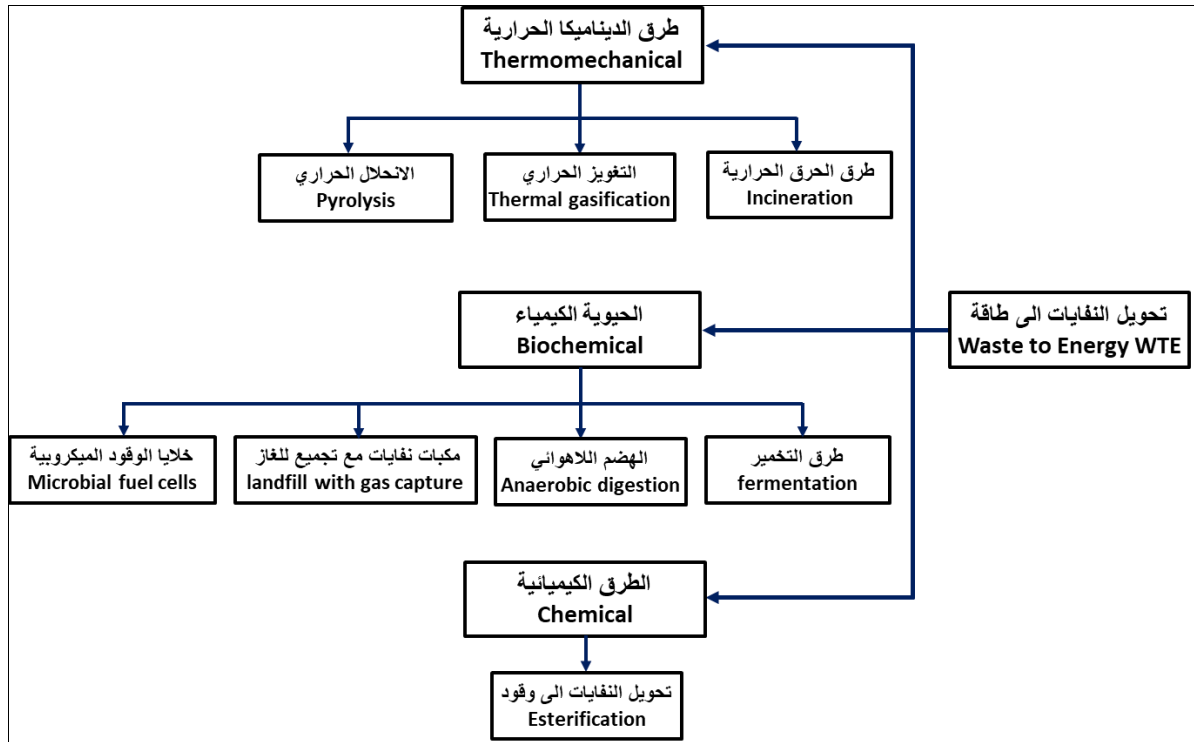 طرق الديناميكا الحرارية
Thermomechanical
طرق الحرق الحرارية
Incineration
التغويز الحراري
Thermal gasification
الانحلال الحراري
Pyrolysis
تحويل النفايات الى طاقة
Waste to Energy WTE
الحيوية الكيمياء
Biochemical
طرق التخمير
fermentation
الهضم اللاهوائي
Anaerobic digestion
مكبات نفايات مع تجميع للغاز
landfill with gas capture
خلايا الوقود الميكروبية
Microbial fuel cells
الطرق الكيميائية
Chemical
تحويل النفايات الى وقود
Esterification